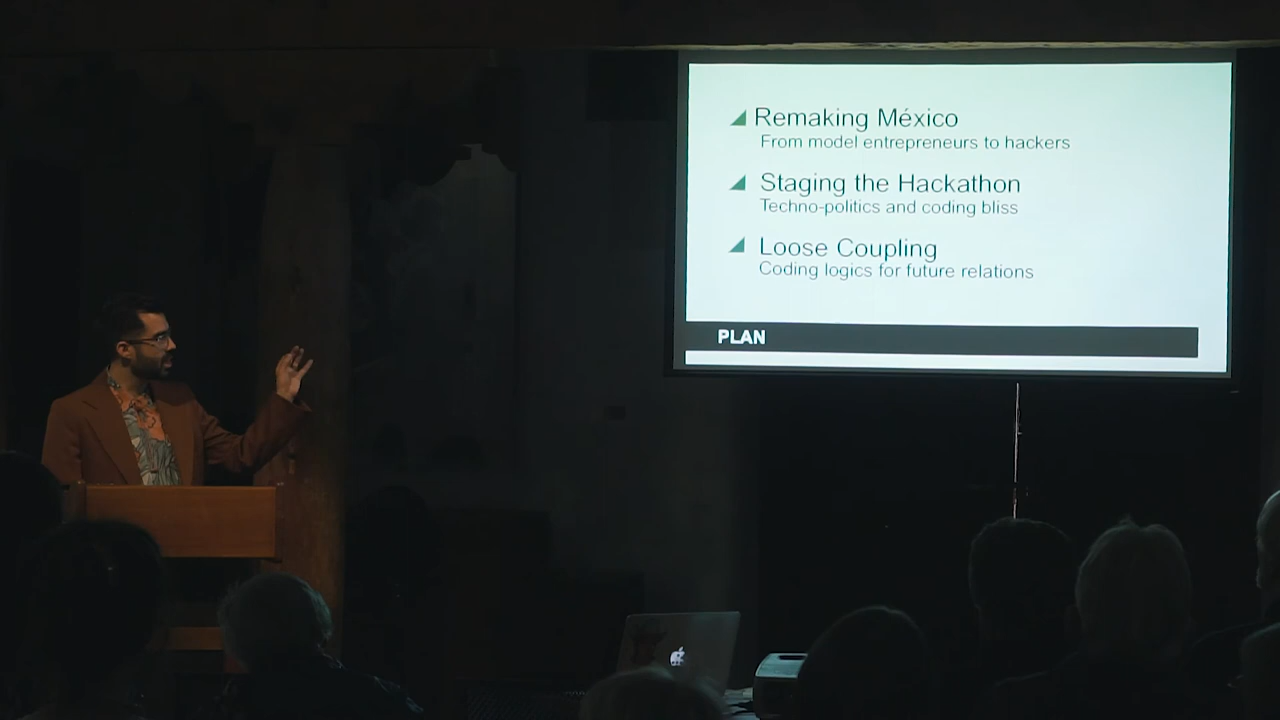 Remaking México
From model entrepreneurs to hackers
Staging the Hackathon
Techno-politics and coding bliss
Loose Coupling
Coding logics for future relations
PLAN